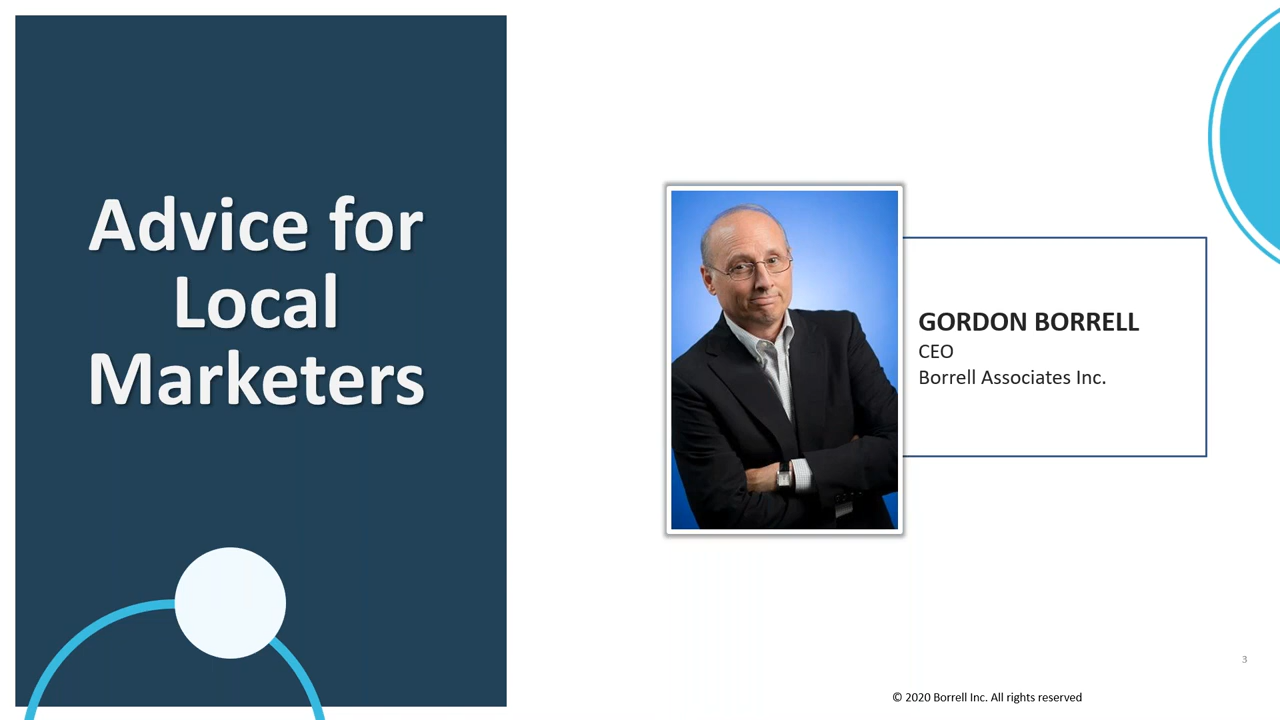 Advice for
Local
Marketers
GORDON BORRELL
CEO
Borrell Associates Inc.
3
© 2020 Borrell Inc. All rights reserved